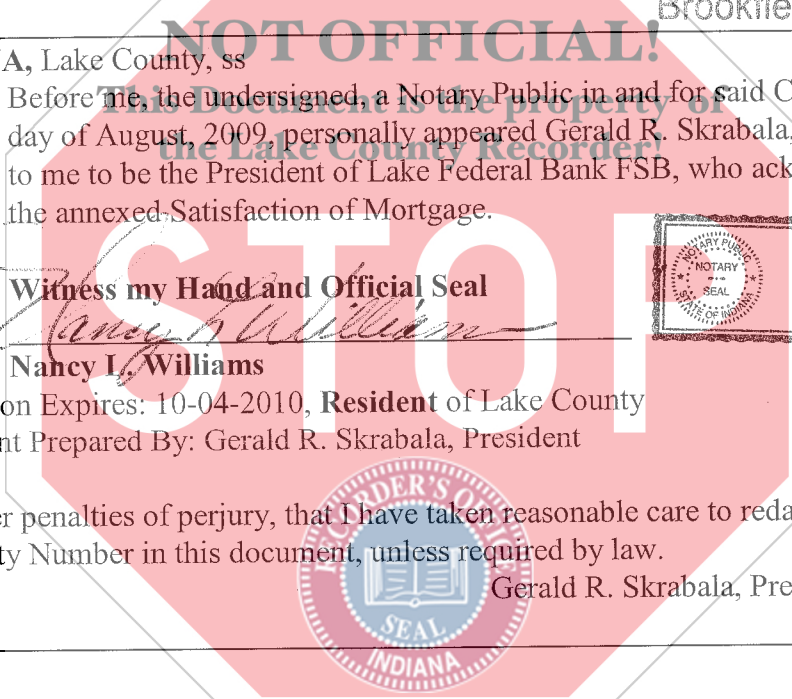 Brookfie
NOT OFFICIAL!
A, Lake County, ss
This Document is the property of
Before me, the undersigned, a Notary Public in and for said C
day of August, 2009, personally appeared Gerald R. Skrabala,
the Lake County Recorder!
to me to be the President of Lake Federal Bank FSB, who ack
the annexed Satisfaction of Mortgage.
STOP
NOTARY PUBLIC
NOTARY
SEAL
STATE OF INDIANA
Witness my Hand and Official Seal
Nancy L. Williams
Nancy L. Williams
on Expires: 10-04-2010, Resident of Lake County
nt Prepared By: Gerald R. Skrabala, President
er penalties of perjury, that I have taken reasonable care to reda
ty Number in this document, unless required by law.
Gerald R. Skrabala, Pre
RECORDER'S OFFICE
SEAL
INDIANA